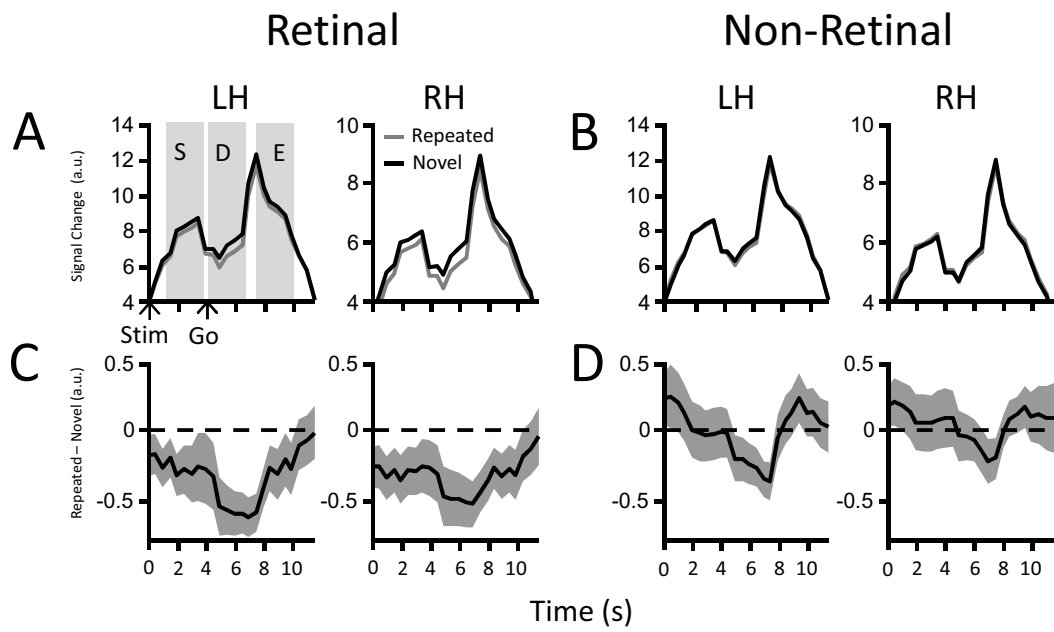 Retinal Non-Retinal
LH RH LH RH
A B
14 12 10 8 6 4
Signal Change (a.u.)
S D E
Stim Go
10 8 6 4
Repeated
Novel
14 12 10 8 6 4
10 8 6 4
C D
0.5 0 -0.5
Repeated – Novel (a.u.)
0 2 4 6 8 10
0.5 0 -0.5
0 2 4 6 8 10
0.5 0 -0.5
0 2 4 6 8 10
0.5 0 -0.5
0 2 4 6 8 10
Time (s)